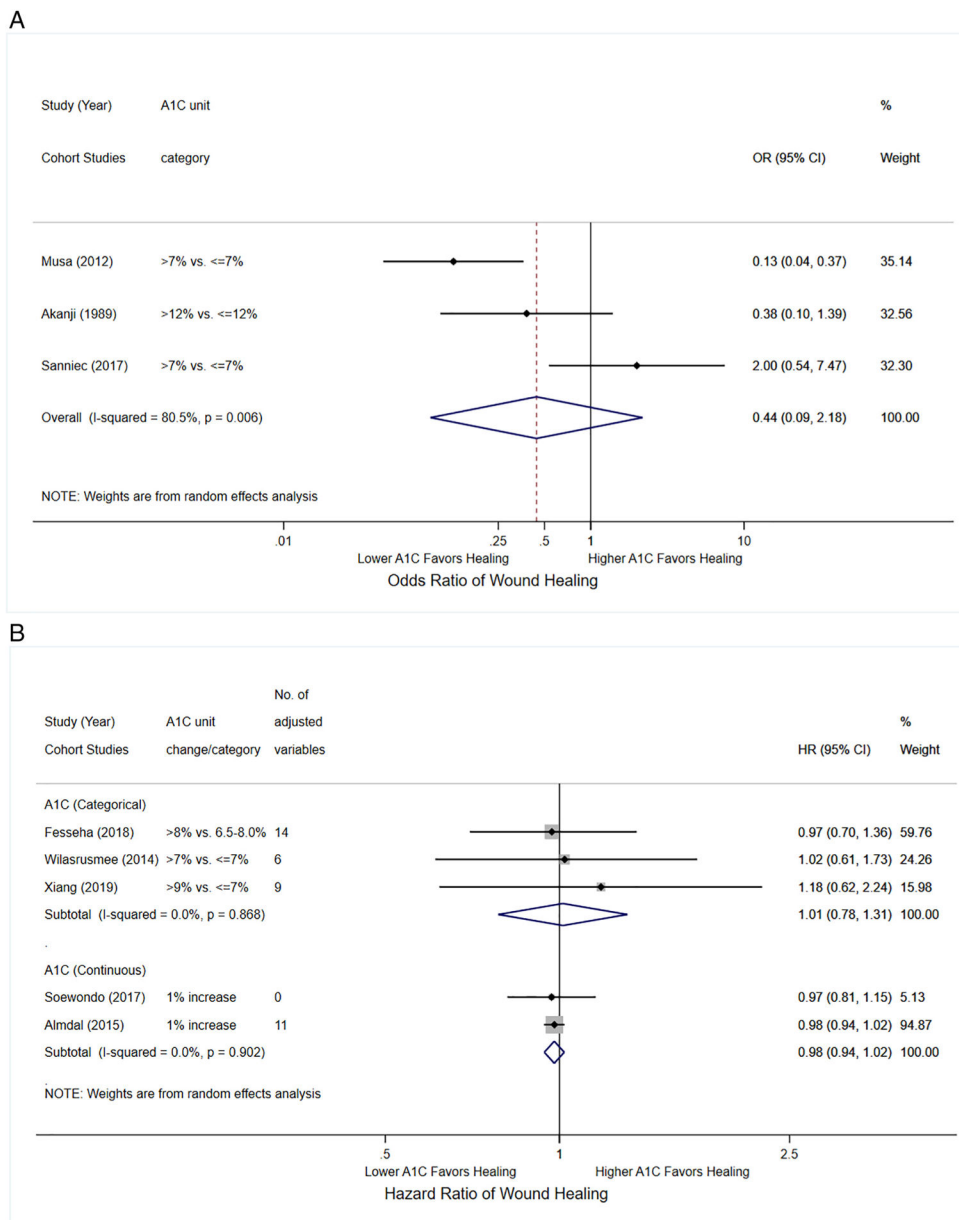 A
Study (Year) A1C unit %
Cohort Studies category OR (95% CI) Weight
Musa (2012) >7% vs. <=7% 0.13 (0.04, 0.37) 35.14
Akanji (1989) >12% vs. <=12% 0.38 (0.10, 1.39) 32.56
Sanniec (2017) >7% vs. <=7% 2.00 (0.54, 7.47) 32.30
Overall (I-squared = 80.5%, p = 0.006) 0.44 (0.09, 2.18) 100.00
NOTE: Weights are from random effects analysis
.01 .25 .5 1 10
Lower A1C Favors Healing Higher A1C Favors Healing
Odds Ratio of Wound Healing
B
No. of
Study (Year) A1C unit adjusted %
Cohort Studies change/category variables HR (95% CI) Weight
A1C (Categorical)
Fesseha (2018) >8% vs. 6.5-8.0% 14 0.97 (0.70, 1.36) 59.76
Wilasrusmee (2014) >7% vs. <=7% 6 1.02 (0.61, 1.73) 24.26
Xiang (2019) >9% vs. <=7% 9 1.18 (0.62, 2.24) 15.98
Subtotal (I-squared = 0.0%, p = 0.868) 1.01 (0.78, 1.31) 100.00
.
A1C (Continuous)
Soewondo (2017) 1% increase 0 0.97 (0.81, 1.15) 5.13
Almdal (2015) 1% increase 11 0.98 (0.94, 1.02) 94.87
Subtotal (I-squared = 0.0%, p = 0.902) 0.98 (0.94, 1.02) 100.00
.
NOTE: Weights are from random effects analysis
.5 1 2.5
Lower A1C Favors Healing Higher A1C Favors Healing
Hazard Ratio of Wound Healing